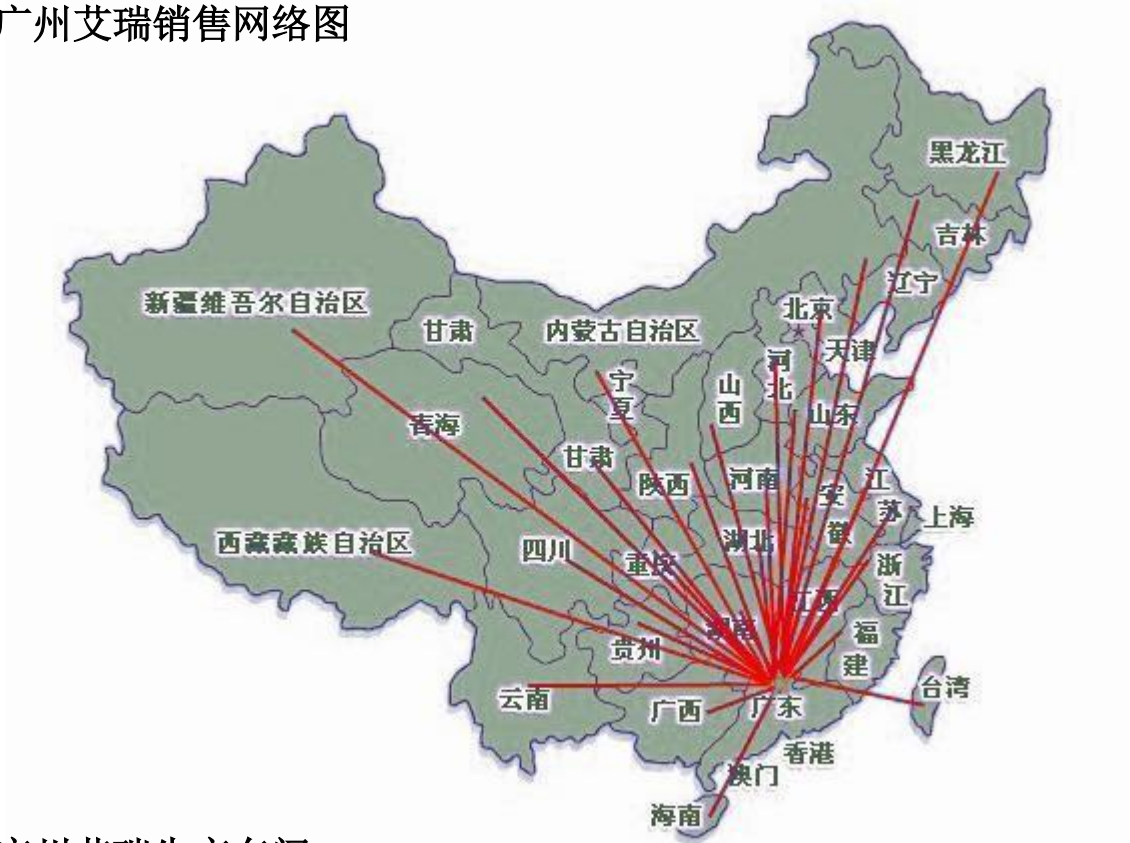 广州艾瑞销售网络图
黑龙江
吉林
辽宁
新疆维吾尔自治区
甘肃
内蒙古自治区
北京
天津
河北
宁夏
山西
山东
青海
甘肃
陕西
河南
江苏
安徽
上海
西藏藏族自治区
四川
重庆
湖北
浙江
江西
湖南
福建
贵州
云南
广西
广东
台湾
香港
澳门
海南